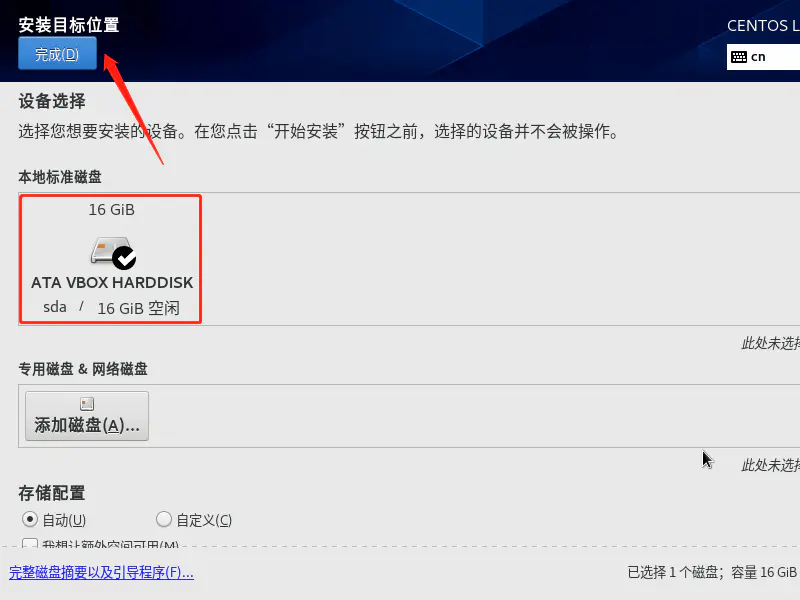 安装目标位置
CENTOS L
完成(D)
cn
设备选择
选择您想要安装的设备。在您点击“开始安装”按钮之前，选择的设备并不会被操作。
本地标准磁盘
16 GiB
ATA VBOX HARDDISK
sda / 16 GiB 空闲
此处未选择
专用磁盘 & 网络磁盘
添加磁盘(A)...
此处未选择
存储配置
自动(U) 自定义(C)
我想让额外空间可用(M)
完整磁盘摘要以及引导程序(F)...
已选择 1 个磁盘；容量 16 GiB